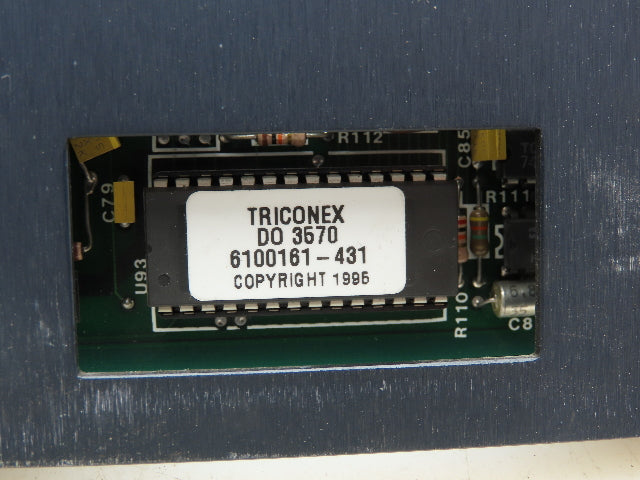 R112
C85
C79
R111
TRICONEX
DO 3570
6100161-431
COPYRIGHT 1995
U93
R110
C8